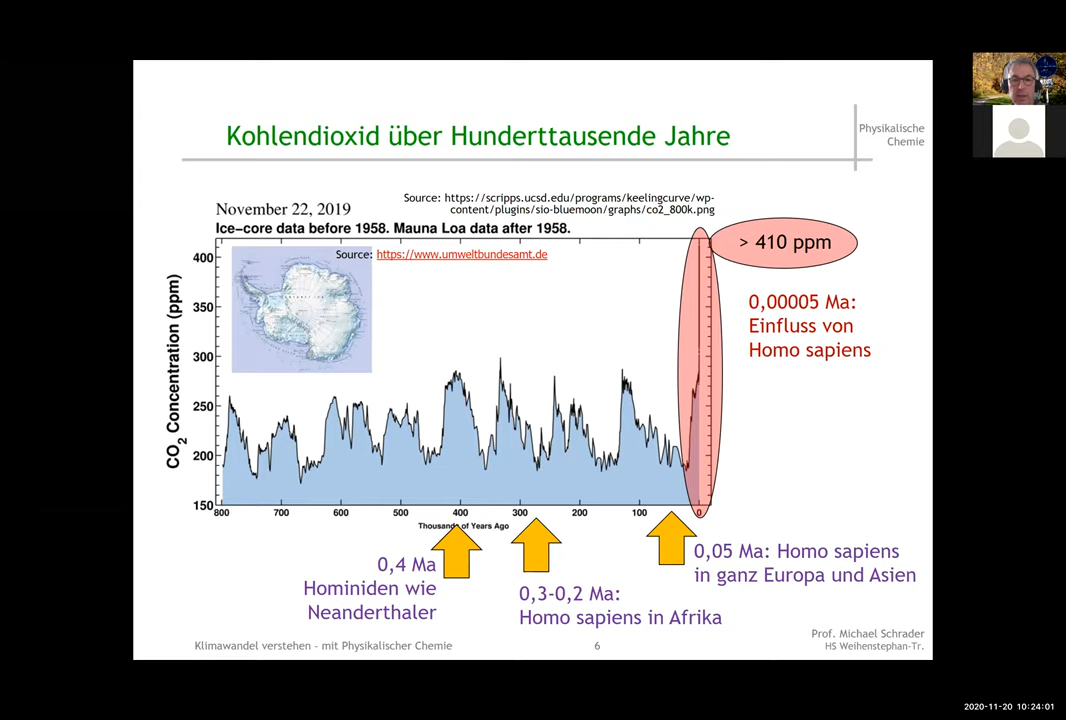 Kohlendioxid über Hunderttausende Jahre
Physikalische
Chemie
Source: https://scripps.ucsd.edu/programs/keelingcurve/wp-
content/plugins/sio-bluemoon/graphs/co2_800k.png
November 22, 2019
Ice-core data before 1958. Mauna Loa data after 1958.
Source: https://www.umweltbundesamt.de
> 410 ppm
0,00005 Ma:
Einfluss von
Homo sapiens
CO2 Concentration (ppm)
400
350
300
250
200
150
800 700 600 500 400 300 200 100 0
Thousands of Years Ago
0,4 Ma
Hominiden wie
Neanderthaler
0,3-0,2 Ma:
Homo sapiens in Afrika
0,05 Ma: Homo sapiens
in ganz Europa und Asien
Klimawandel verstehen - mit Physikalischer Chemie
6
Prof. Michael Schrader
HS Weihenstephan-Tr.
2020-11-20 10:24:01